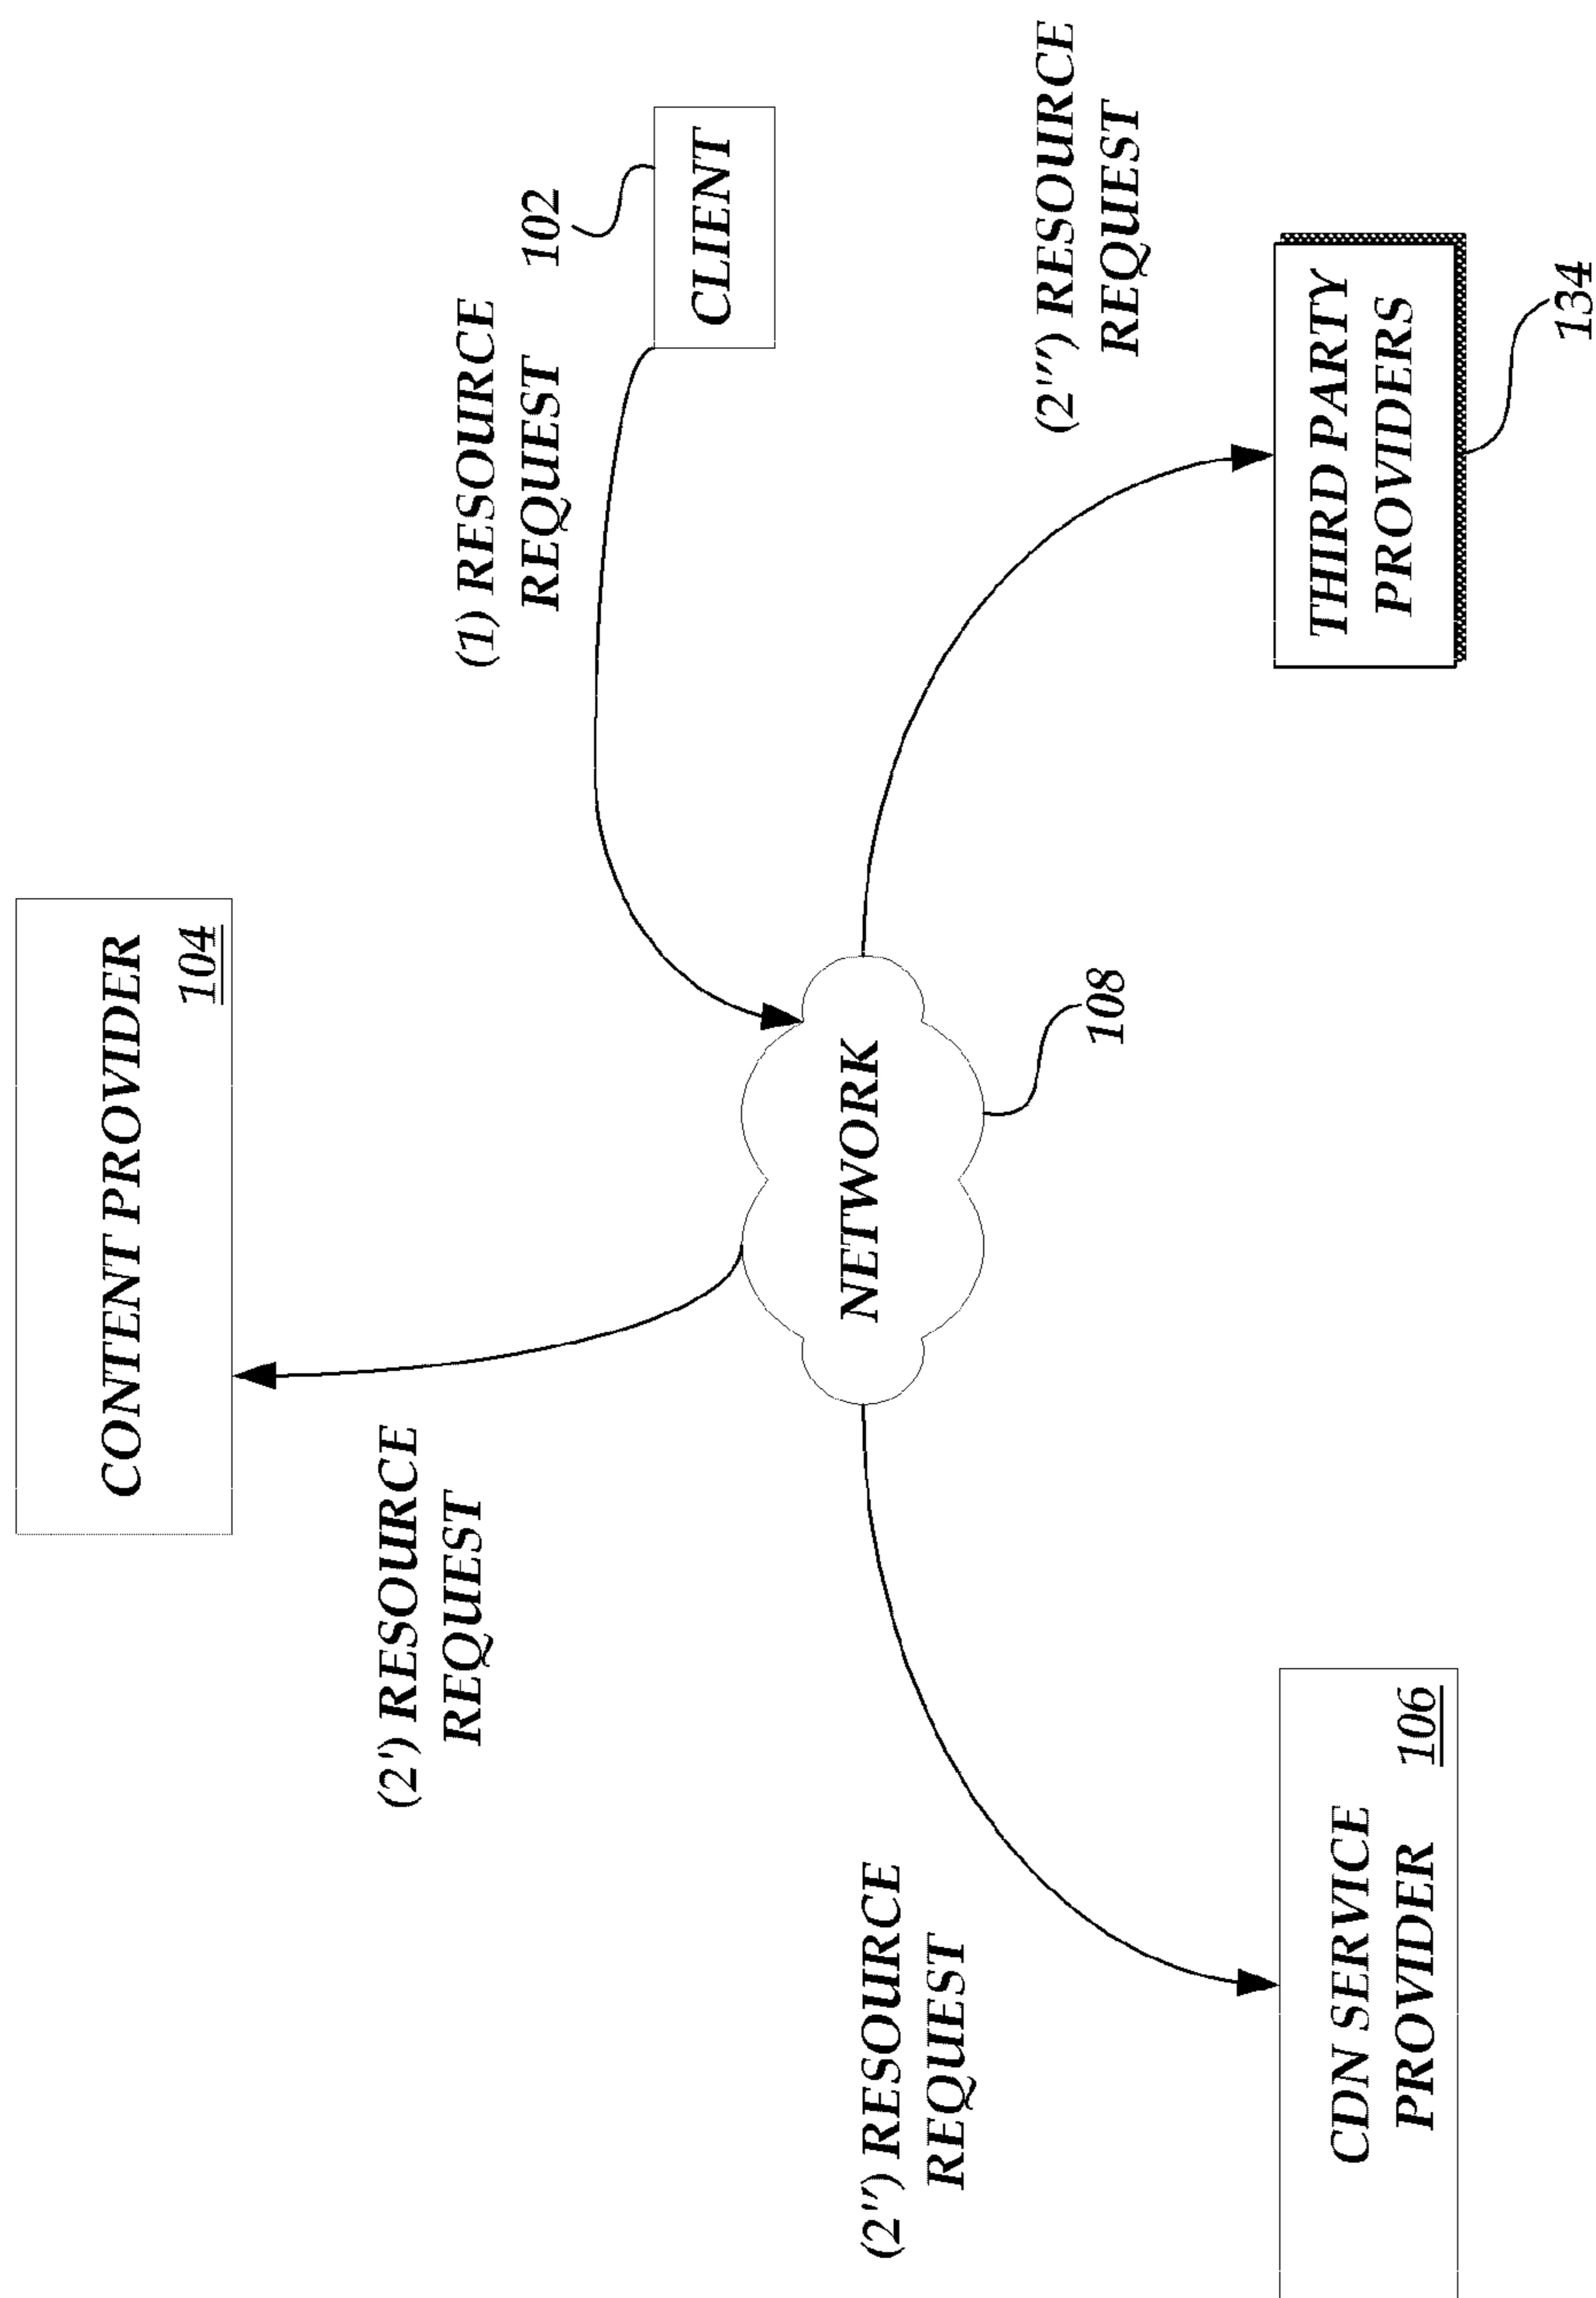 CONTENT PROVIDER
104
(2') RESOURCE
REQUEST
(1) RESOURCE
REQUEST
102
CLIENT
NETWORK
108
(2'') RESOURCE
REQUEST
(2''') RESOURCE
REQUEST
CDN SERVICE
PROVIDER
106
THIRD PARTY
PROVIDERS
134